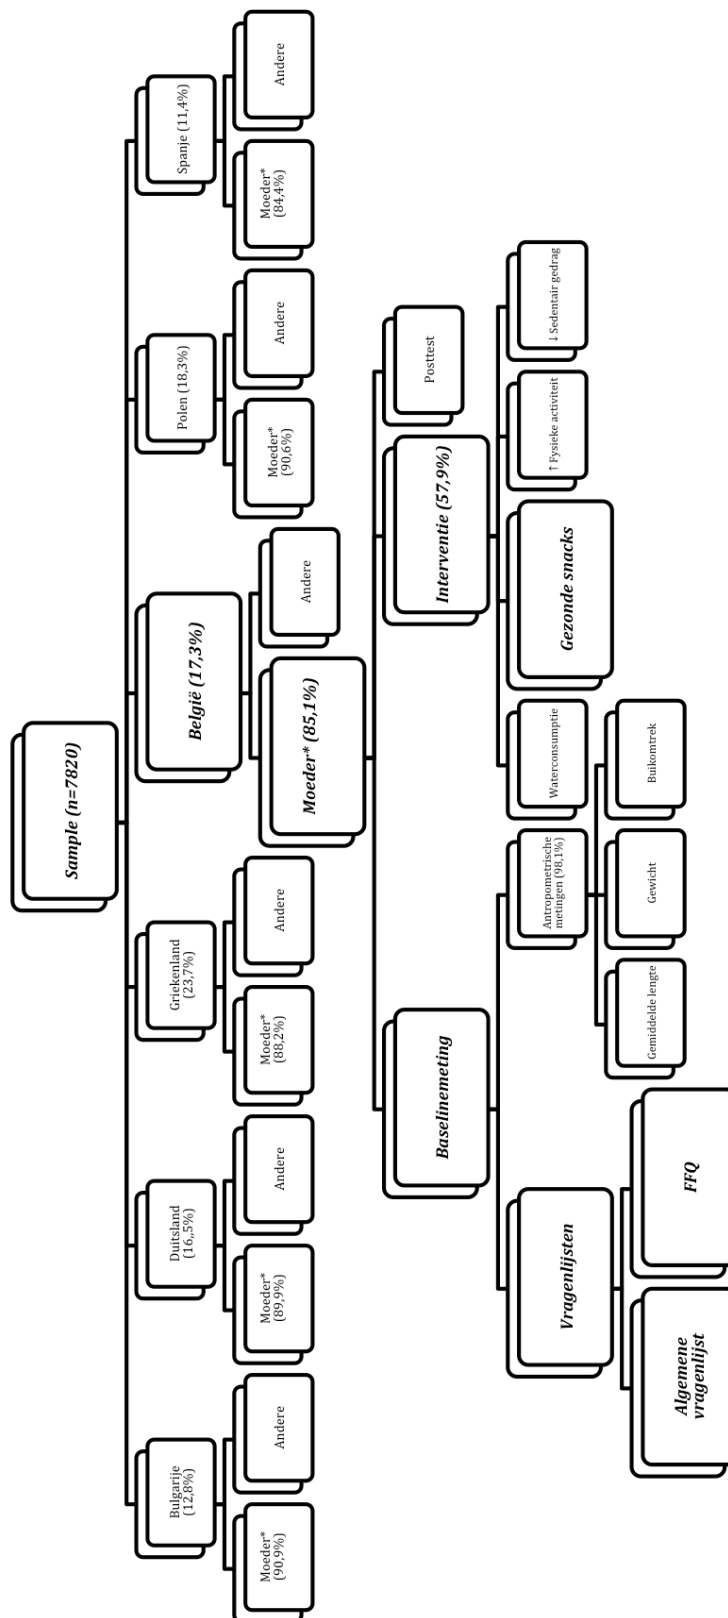 Sample (n=7820)
Bulgarije
(12,8%)
Duitsland
(16,,5%)
Griekenland
(23,7%)
België (17,3%)
Polen (18,3%)
Spanje (11,4%)
Moeder*
(90,9%)
Andere
Moeder*
(89,9%)
Andere
Moeder*
(88,2%)
Andere
Moeder* (85,1%)
Andere
Moeder*
(90,6%)
Andere
Moeder*
(84,4%)
Andere
Baselinemeting
Interventie (57,9%)
Posttest
Vragenlijsten
Antropometrische
metingen (98,1%)
Waterconsumptie
Gezonde snacks
↑ Fysieke activiteit
↓ Sedentair gedrag
Algemene
vragenlijst
FFQ
Gemiddelde lengte
Gewicht
Buikomtrek